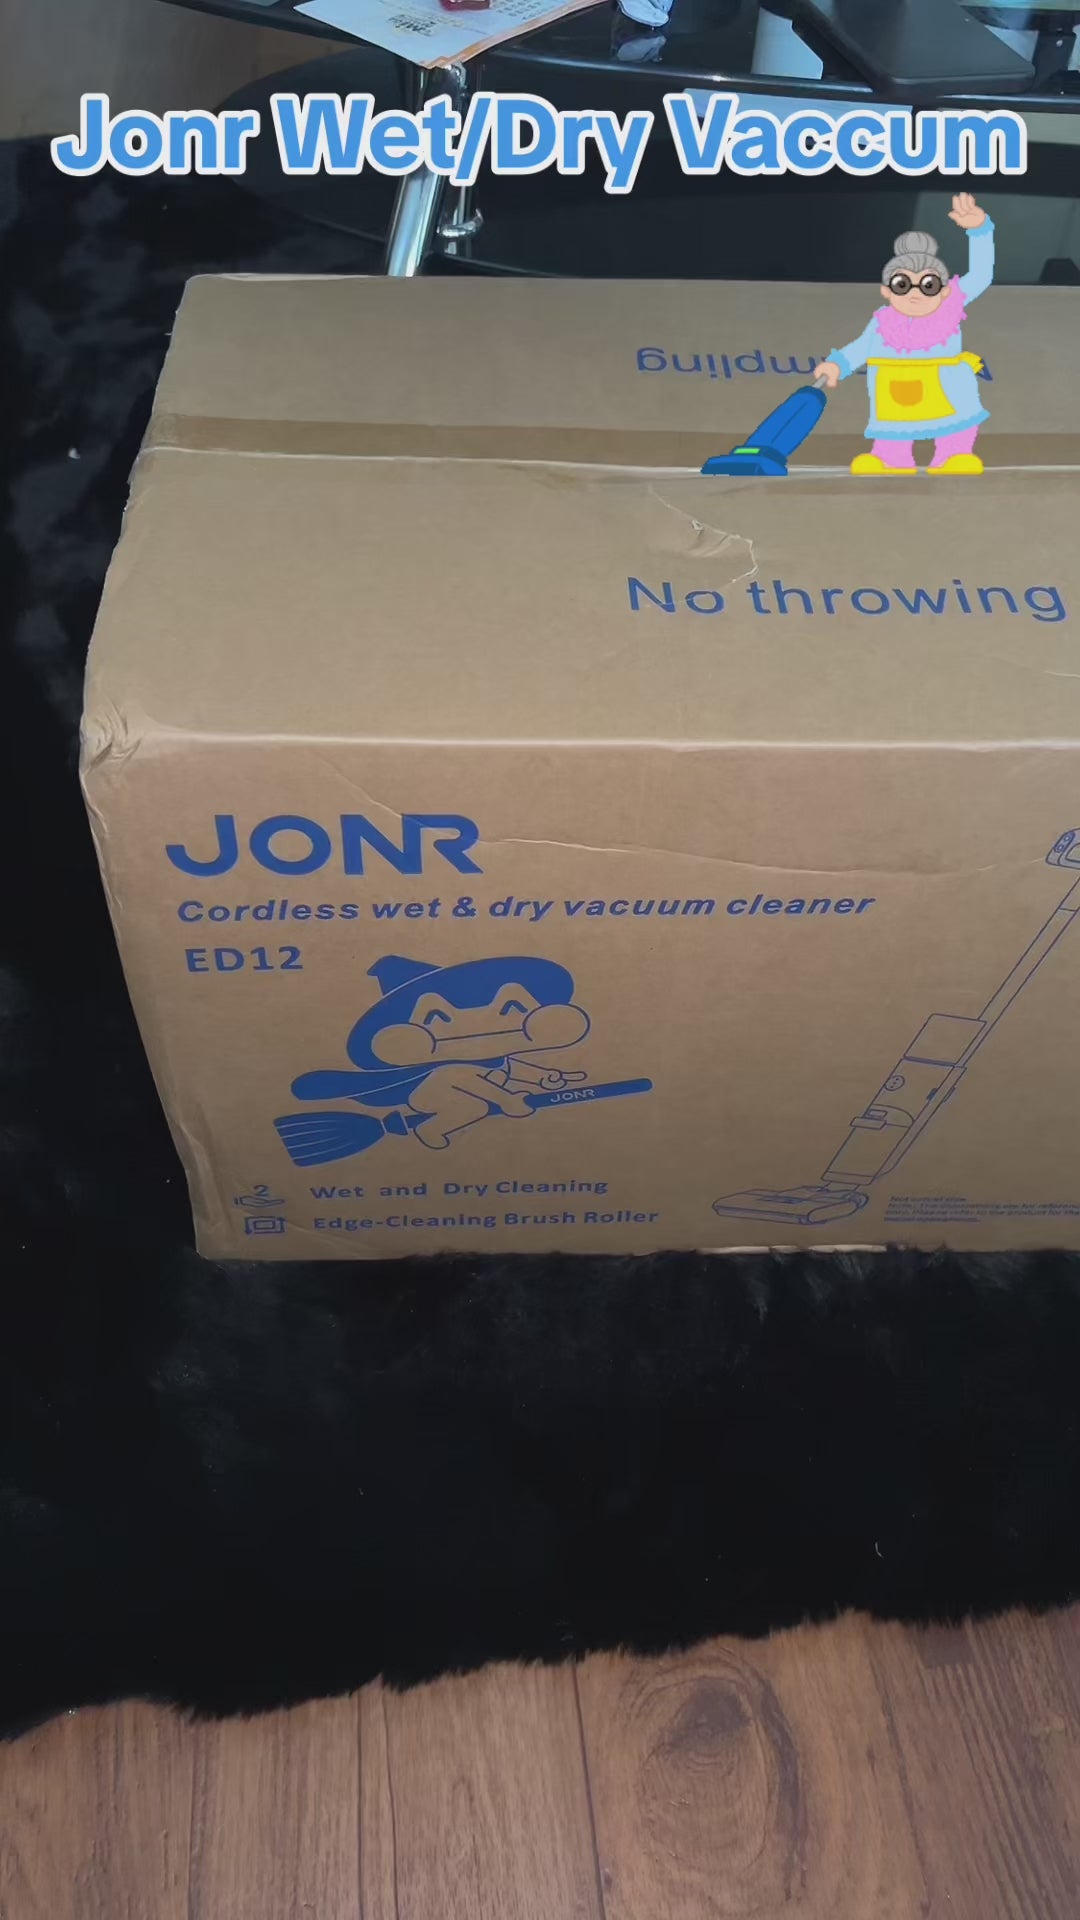 Jonr Wet/Dry Vaccum
No throwing
JONR
Cordless wet & dry vacuum cleaner
ED12
JONR
2
Wet and Dry Cleaning
Edge-Cleaning Brush Roller